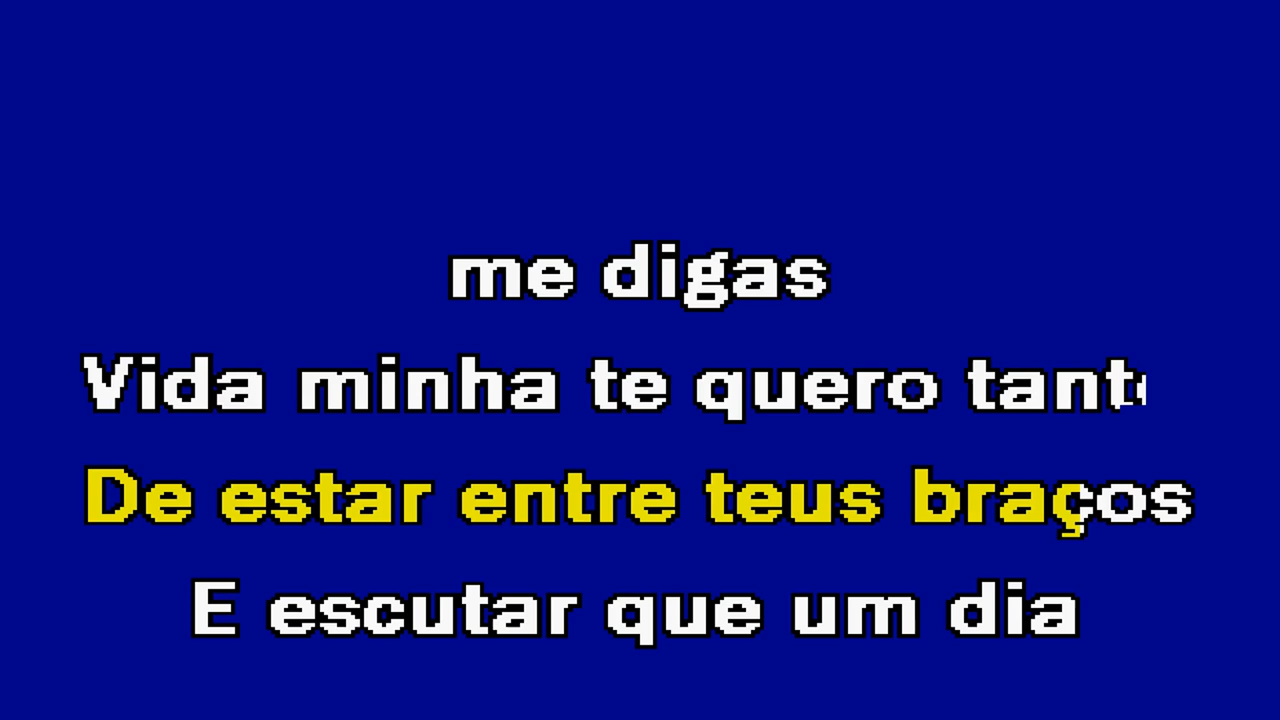 me digas
Vida minha te quero tanto
De estar entre teus braços
E escutar que um dia